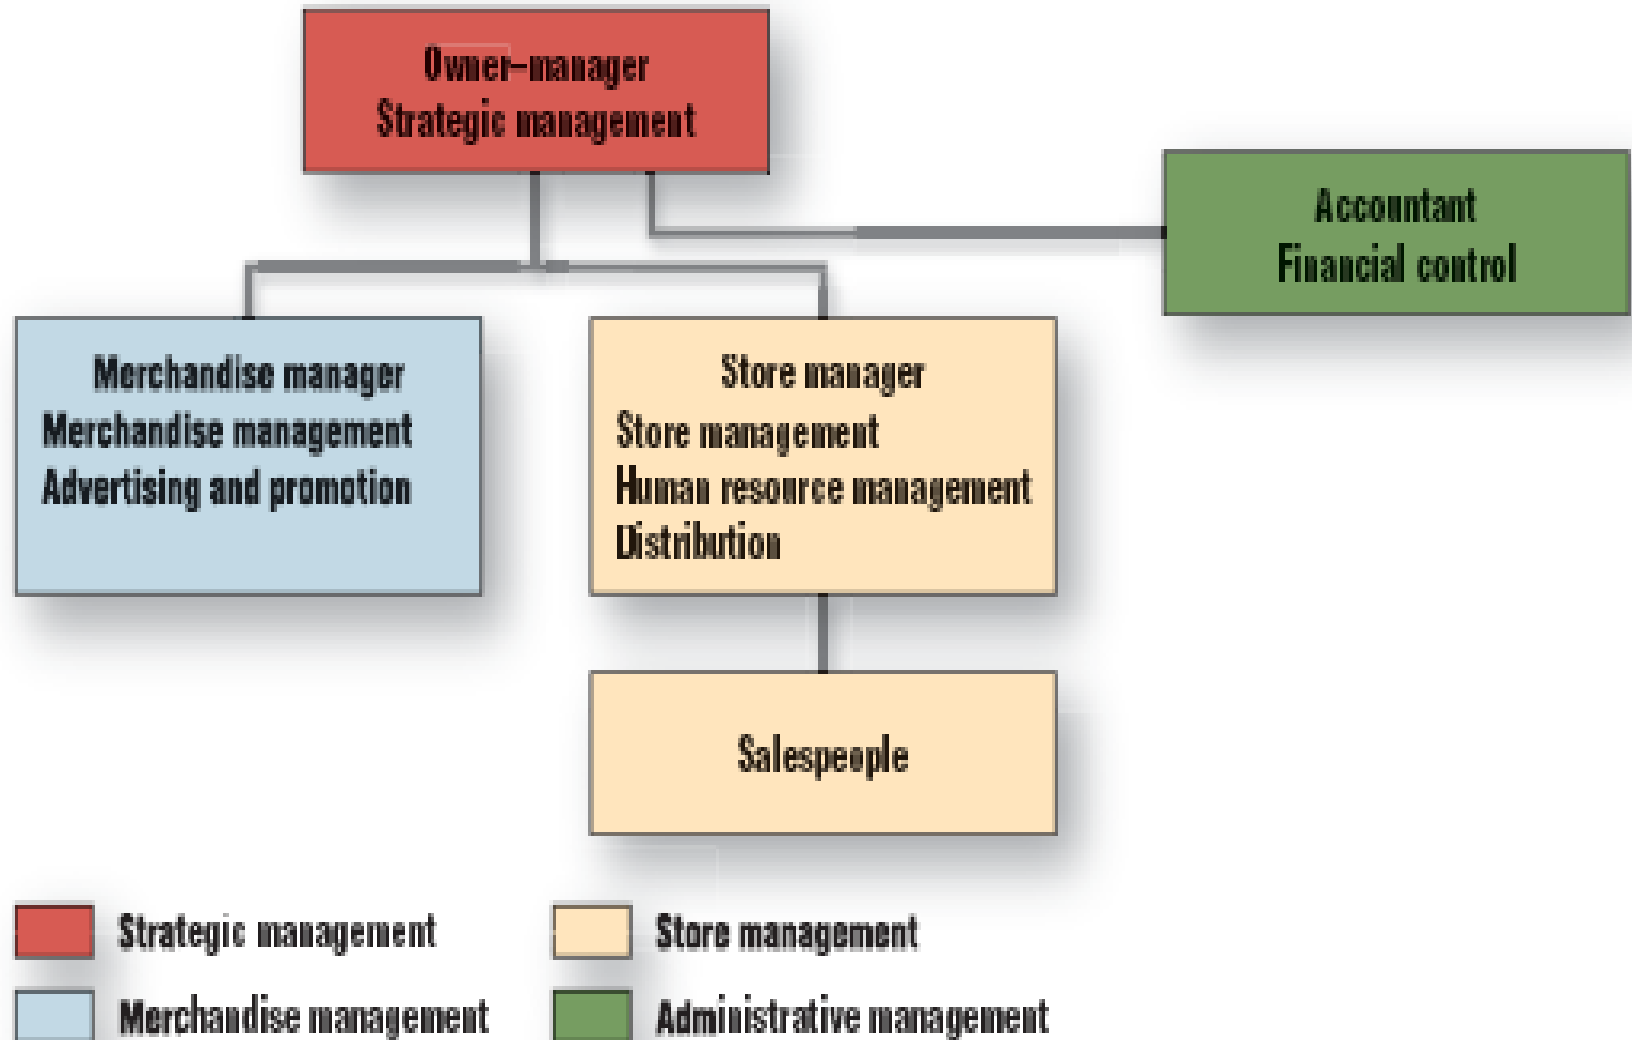 Owner–manager
Strategic management
Accountant
Financial control
Merchandise manager
Merchandise management
Advertising and promotion
Store manager
Store management
Human resource management
Distribution
Salespeople
Strategic management
Store management
Merchandise management
Administrative management